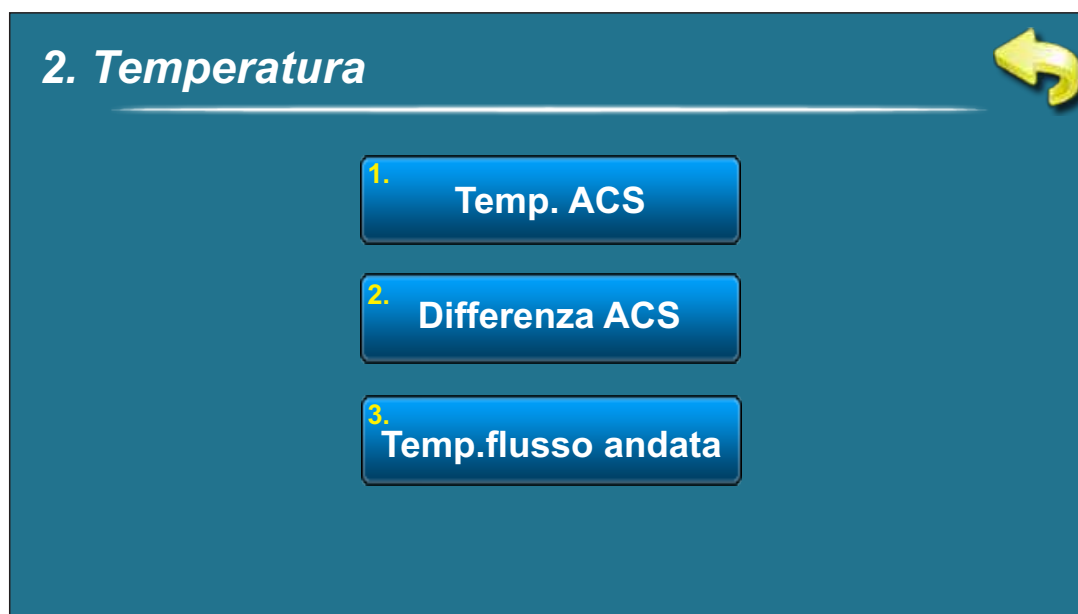 2. Temperatura
1.
Temp. ACS
2.
Differenza ACS
3.
Temp.flusso andata